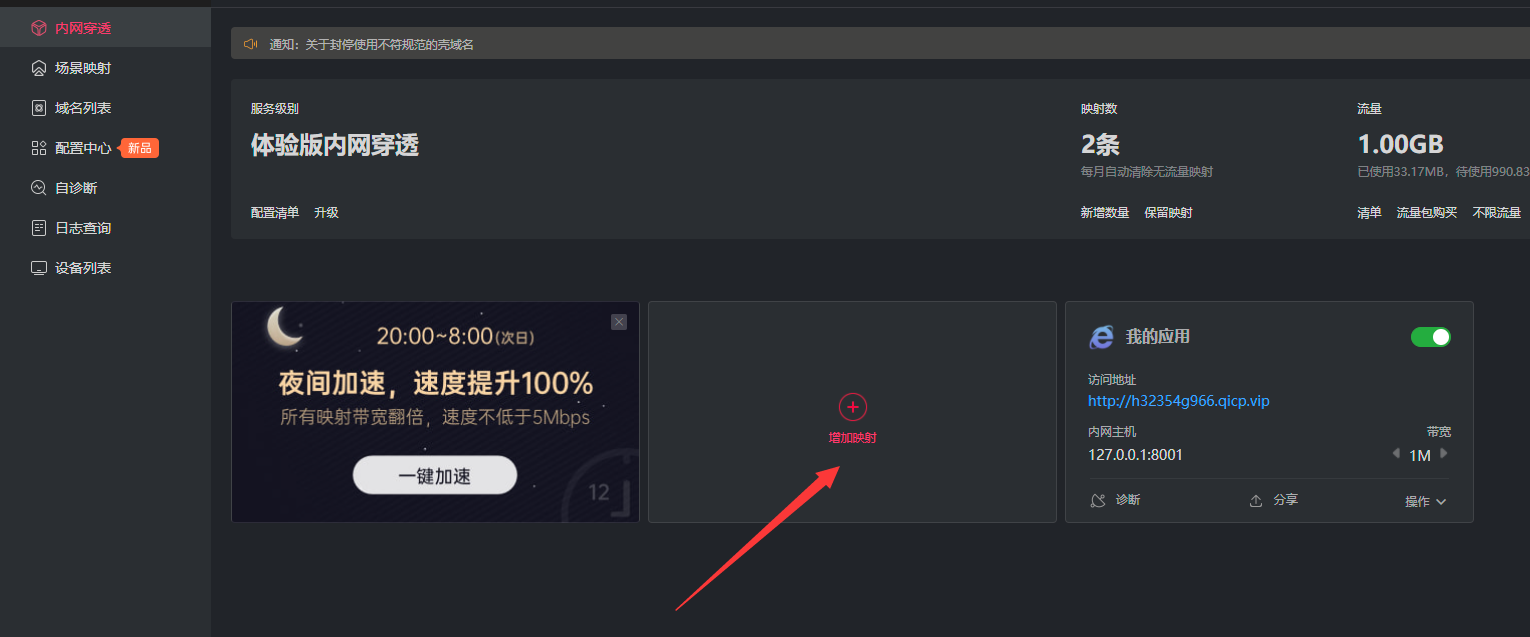 内网穿透
场景映射
域名列表
配置中心 新品
自诊断
日志查询
设备列表
通知：关于封停使用不符规范的壳域名
服务级别
体验版内网穿透
配置清单 升级
映射数
2条
每月自动清除无流量映射
新增数量 保留映射
流量
1.00GB
已使用33.17MB，待使用990.83
清单 流量包购买 不限流量
20:00~8:00(次日)
夜间加速，速度提升100%
所有映射带宽翻倍，速度不低于5Mbps
一键加速
12
增加映射
我的应用
访问地址
http://h32354g966.qicp.vip
内网主机 带宽
127.0.0.1:8001 1M
诊断 分享 操作